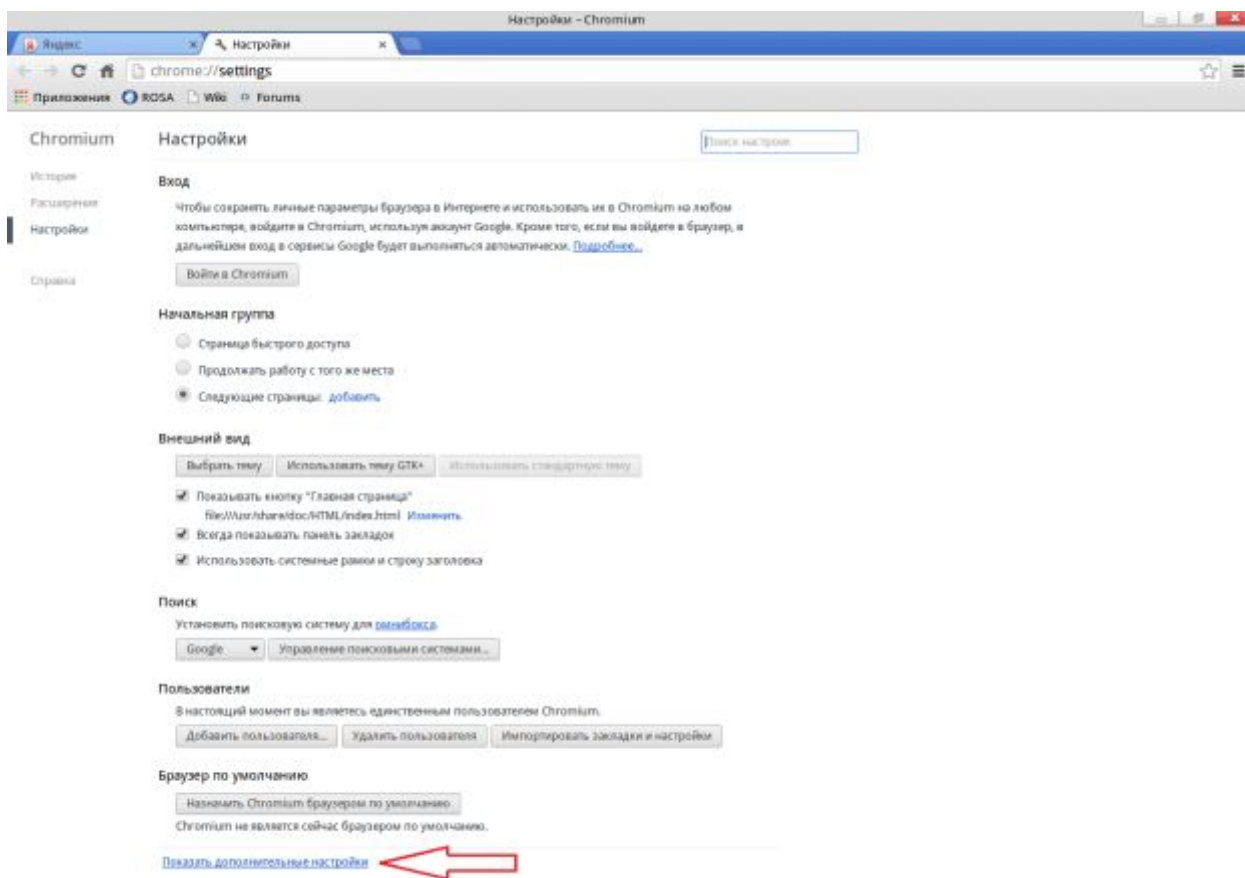 Настройки – Chromium
Яндекс
Настройки
chrome://settings
Приложения ROSA Wiki Forums
Chromium
Настройки
Поиск настроек
История
Расширения
Настройки
Справка
Вход
Чтобы сохранять личные параметры браузера в Интернете и использовать их в Chromium на любом
компьютере, войдите в Chromium, используя аккаунт Google. Кроме того, если вы войдете в браузер, в
дальнейшем вход в сервисы Google будет выполняться автоматически. Подробнее...
Войти в Chromium
Начальная группа
Страница быстрого доступа
Продолжать работу с того же места
Следующие страницы: добавить
Внешний вид
Выбрать тему Использовать тему GTK+ Использовать стандартную тему
Показывать кнопку "Главная страница"
file:///usr/share/doc/HTML/index.html Изменить
Всегда показывать панель закладок
Использовать системные рамки и строку заголовка
Поиск
Установить поисковую систему для омнибокса.
Google Управление поисковыми системами...
Пользователи
В настоящий момент вы являетесь единственным пользователем Chromium.
Добавить пользователя... Удалить пользователя Импортировать закладки и настройки
Браузер по умолчанию
Назначить Chromium браузером по умолчанию
Chromium не является сейчас браузером по умолчанию.
Показать дополнительные настройки